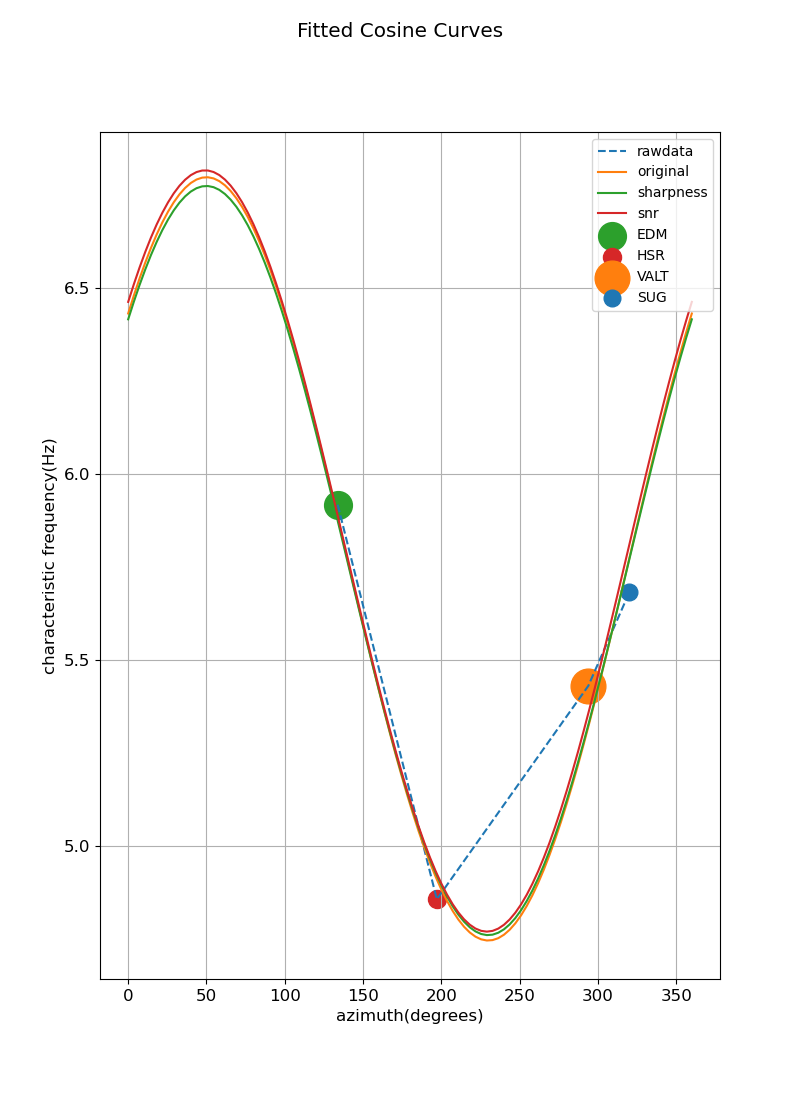 Fitted Cosine Curves
rawdata
original
sharpness
snr
EDM
HSR
VALT
SUG
characteristic frequency(Hz)
6.5
6.0
5.5
5.0
0 50 100 150 200 250 300 350
azimuth(degrees)